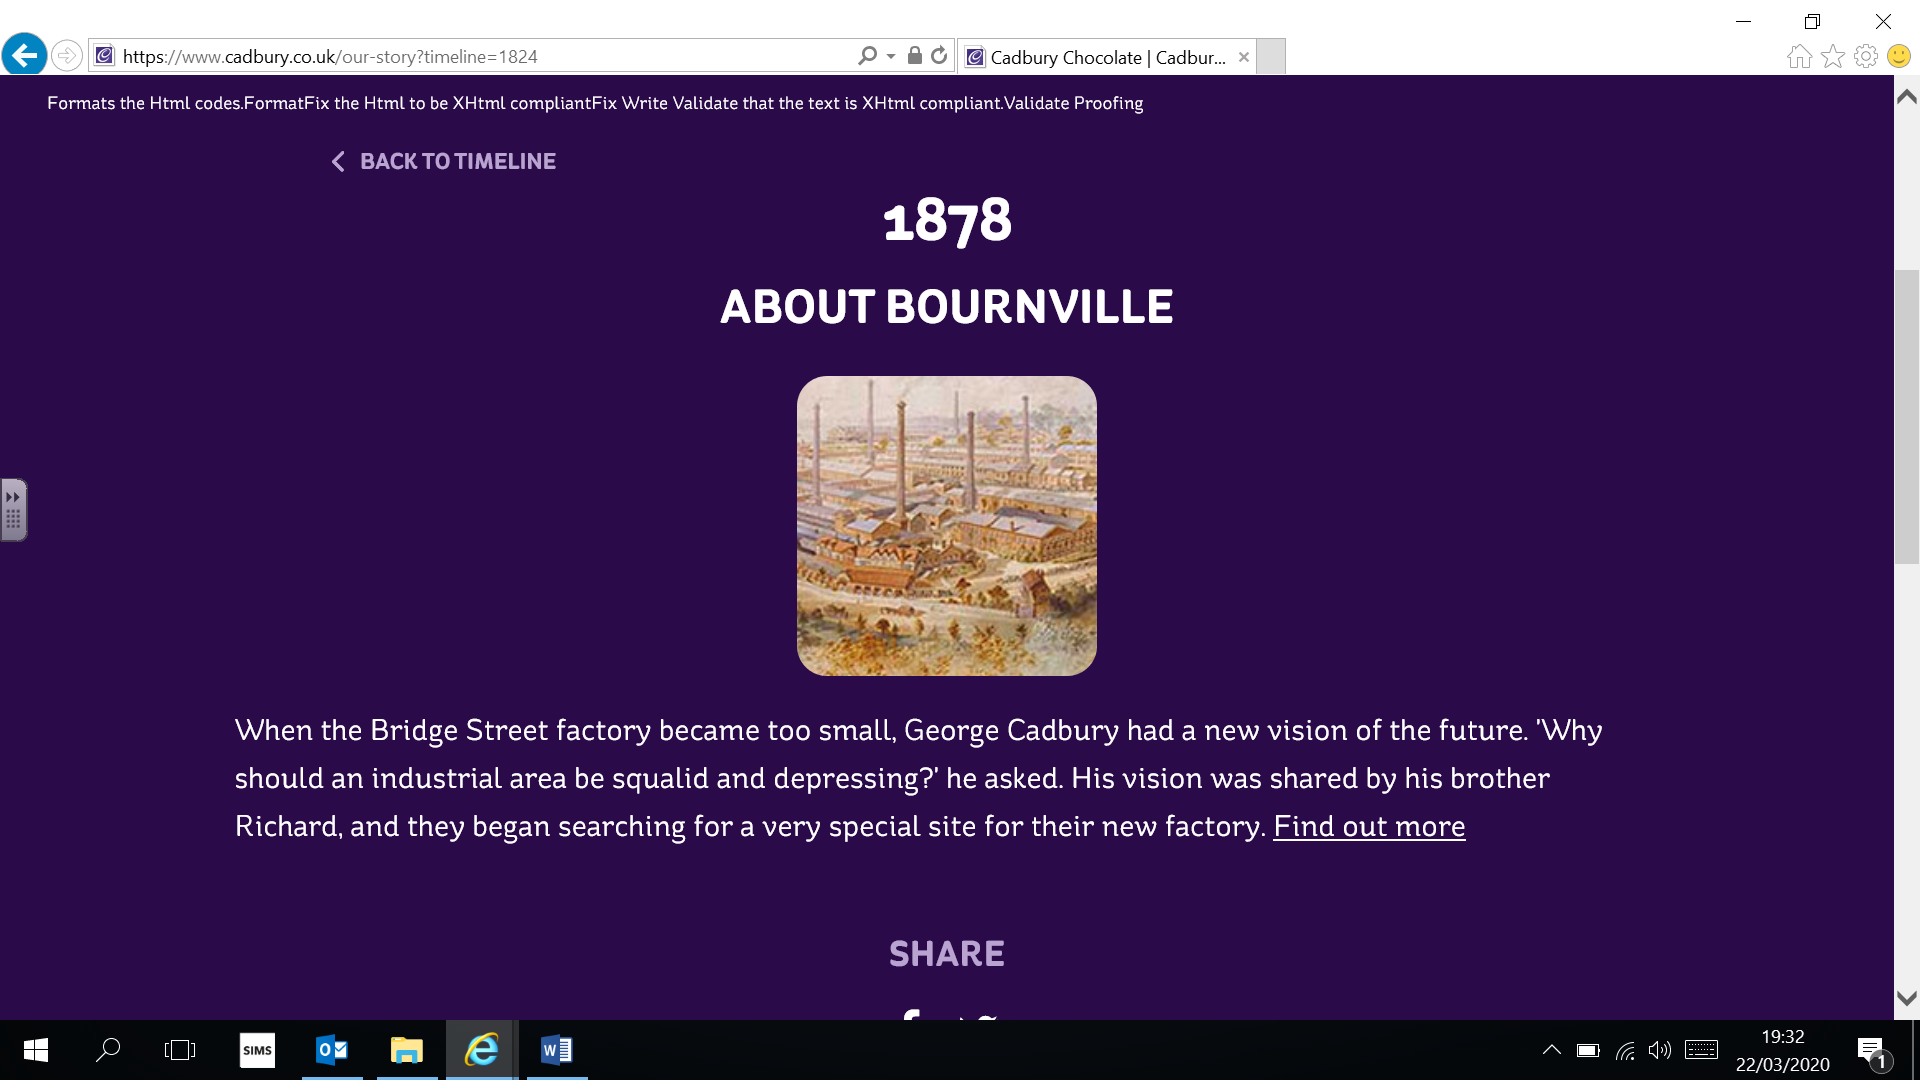 https://www.cadbury.co.uk/our-story?timeline=1824
Cadbury Chocolate | Cadbur...
Formats the Html codes.FormatFix the Html to be XHtml compliantFix Write Validate that the text is XHtml compliant.Validate Proofing
BACK TO TIMELINE
1878
ABOUT BOURNVILLE
When the Bridge Street factory became too small, George Cadbury had a new vision of the future. 'Why
should an industrial area be squalid and depressing?' he asked. His vision was shared by his brother
Richard, and they began searching for a very special site for their new factory. Find out more
SHARE
SIMS
19:32
22/03/2020
1